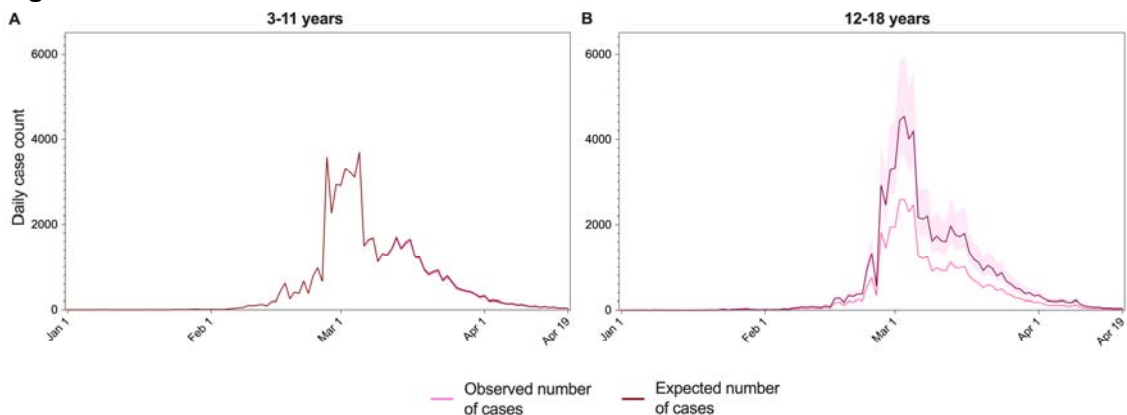 A
3-11 years
B
12-18 years
Daily case count
6000
4000
2000
0
Jan 1
Feb 1
Mar 1
Apr 1
Apr 19
6000
4000
2000
0
Jan 1
Feb 1
Mar 1
Apr 1
Apr 19
Observed number
of cases
Expected number
of cases